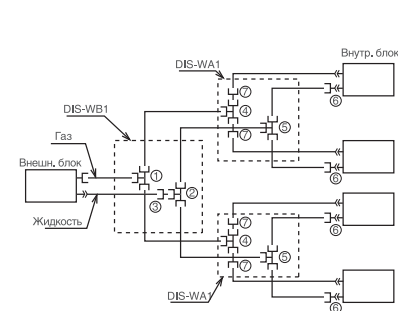 DIS-WA1
Внутр. блок
⑦
④
⑦
⑤
⑥
DIS-WB1
Газ
Внешн. блок
①
②
③
Жидкость
⑥
⑦
④
⑦
⑤
⑥
DIS-WA1
⑥